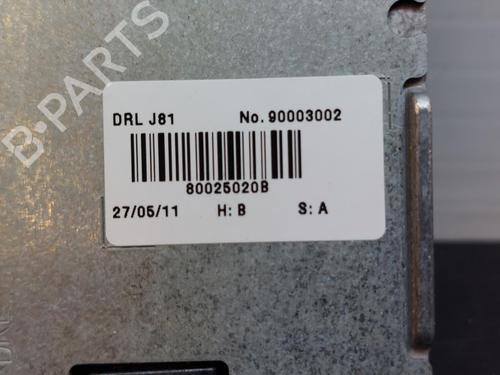 B-PARTS
DRL J81 No. 90003002
80025020B
27/05/11 H: B S: A